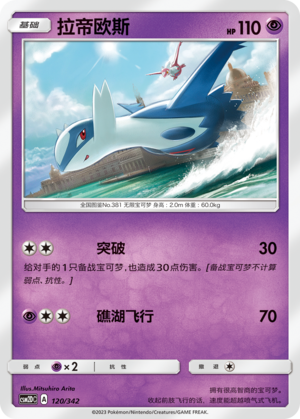 基础 拉帝欧斯 HP 110
全国图鉴No.381 无限宝可梦 身高：2.0m 体重：60.0kg
突破 30
给对手的1只备战宝可梦，也造成30点伤害。[备战宝可梦不计算
弱点、抗性。]
礁湖飞行 70
弱点 ×2 抗性 撤退
Illus.Mitsuhiro Arita
CSM2DC A 120/342
拥有很高智商的宝可梦。
收起前肢飞行的话，速度能超越喷气式飞机。
©2023 Pokémon/Nintendo/Creatures/GAME FREAK.